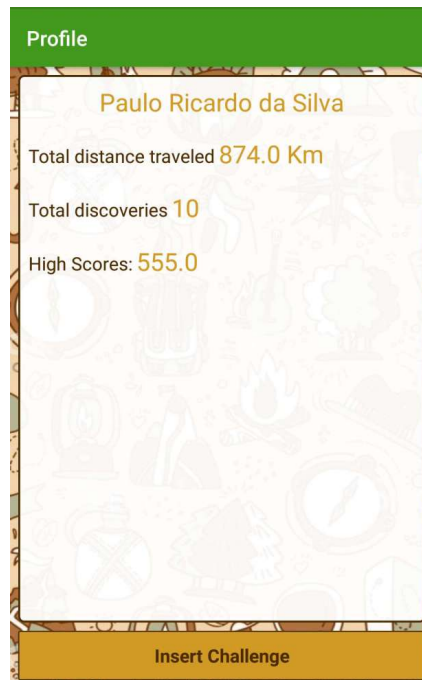 Profile
Paulo Ricardo da Silva
Total distance traveled 874.0 Km
Total discoveries 10
High Scores: 555.0
Insert Challenge